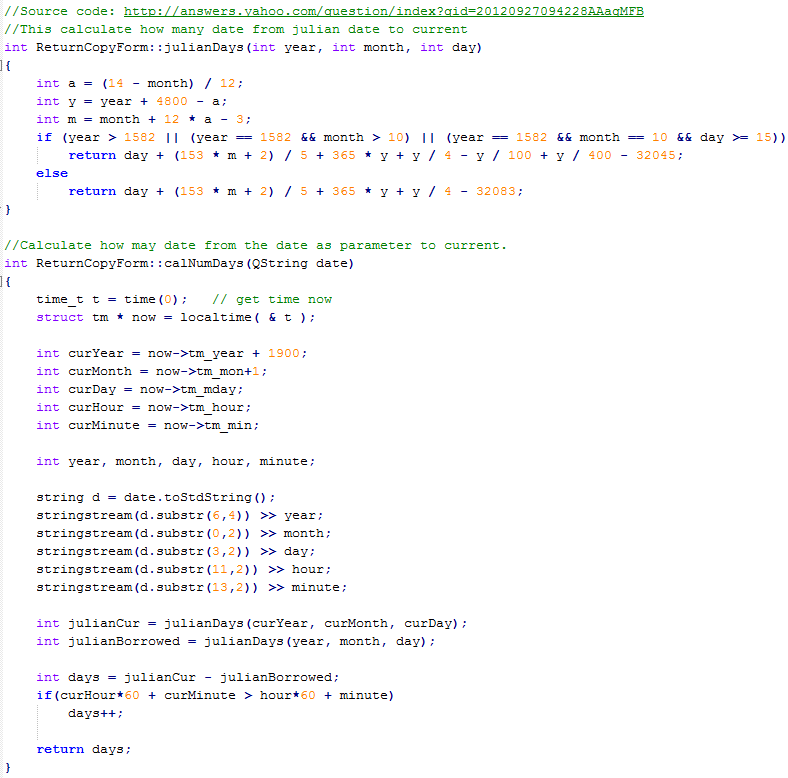 //Source code: http://answers.yahoo.com/question/index?qid=20120927094228AAaqMFB
//This calculate how many date from julian date to current
int ReturnCopyForm::julianDays(int year, int month, int day)
{
    int a = (14 - month) / 12;
    int y = year + 4800 - a;
    int m = month + 12 * a - 3;
    if (year > 1582 || (year == 1582 && month > 10) || (year == 1582 && month == 10 && day >= 15))
        return day + (153 * m + 2) / 5 + 365 * y + y / 4 - y / 100 + y / 400 - 32045;
    else
        return day + (153 * m + 2) / 5 + 365 * y + y / 4 - 32083;
}

//Calculate how may date from the date as parameter to current.
int ReturnCopyForm::calNumDays(QString date)
{
    time_t t = time(0);   // get time now
    struct tm * now = localtime( & t );

    int curYear = now->tm_year + 1900;
    int curMonth = now->tm_mon+1;
    int curDay = now->tm_mday;
    int curHour = now->tm_hour;
    int curMinute = now->tm_min;

    int year, month, day, hour, minute;

    string d = date.toStdString();
    stringstream(d.substr(6,4)) >> year;
    stringstream(d.substr(0,2)) >> month;
    stringstream(d.substr(3,2)) >> day;
    stringstream(d.substr(11,2)) >> hour;
    stringstream(d.substr(13,2)) >> minute;

    int julianCur = julianDays(curYear, curMonth, curDay);
    int julianBorrowed = julianDays(year, month, day);

    int days = julianCur - julianBorrowed;
    if(curHour*60 + curMinute > hour*60 + minute)
        days++;

    return days;
}